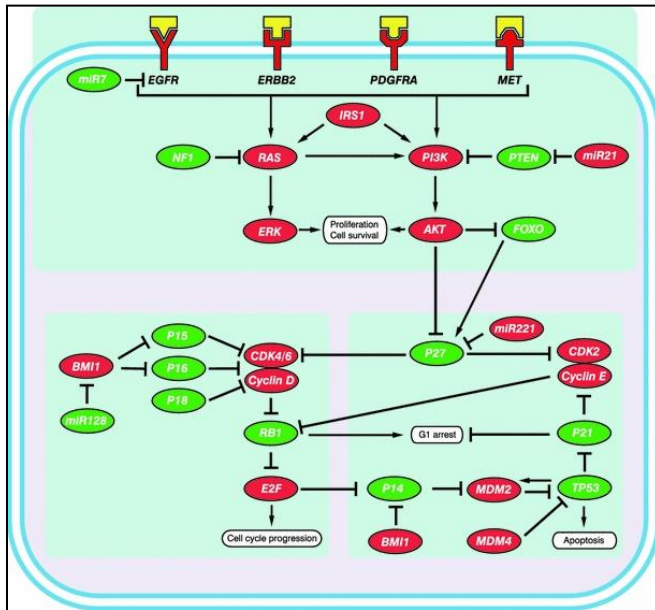 miR7
EGFR
ERBB2
PDGFRA
MET
IRS1
NF1
RAS
PI3K
PTEN
miR21
ERK
Proliferation
Cell survival
AKT
FOXO
P15
BMI1
P16
P18
miR128
CDK4/6
Cyclin D
P27
miR221
CDK2
Cyclin E
RB1
G1 arrest
P21
E2F
P14
MDM2
TP53
Cell cycle progression
BMI1
MDM4
Apoptosis